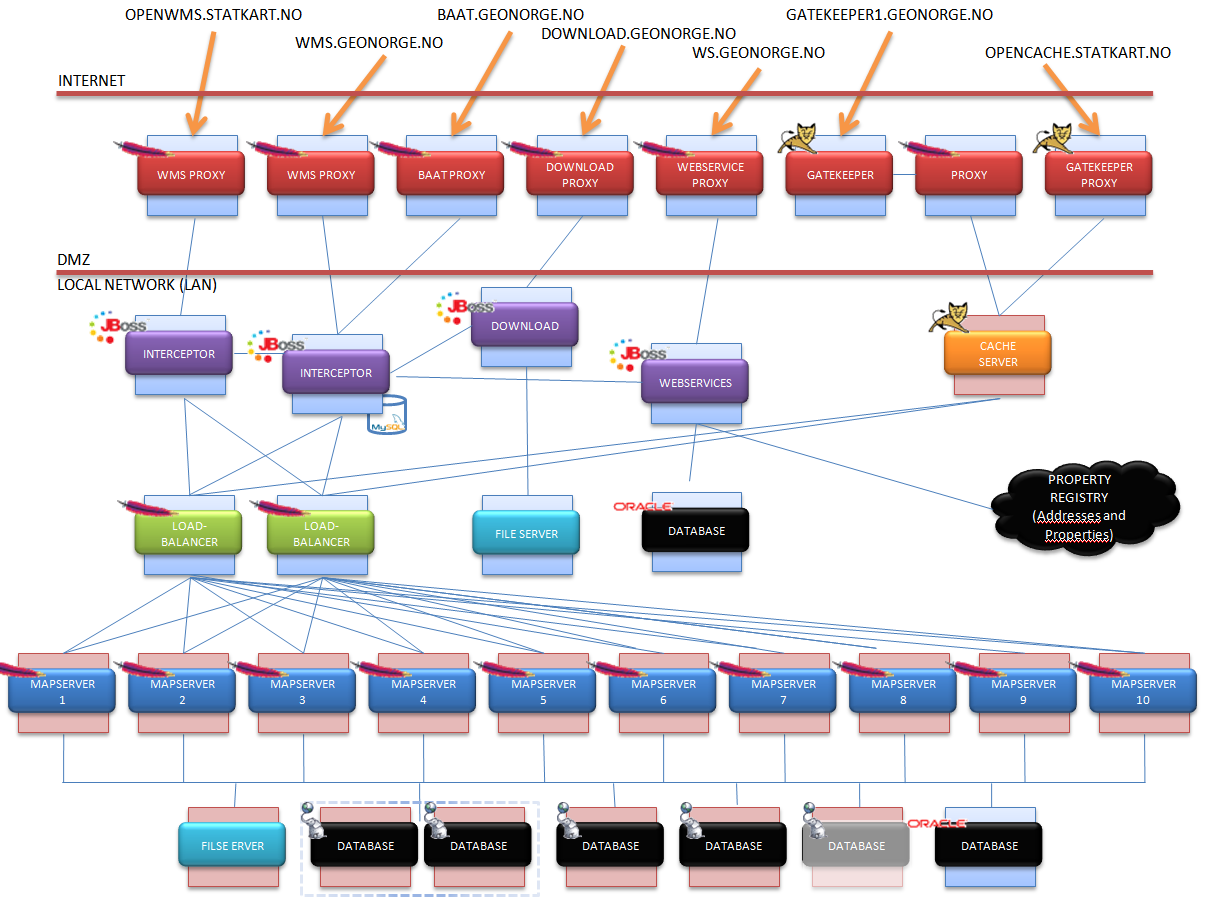 OPENWMS.STATKART.NO
BAAT.GEONORGE.NO
GATEKEEPER1.GEONORGE.NO
WMS.GEONORGE.NO
DOWNLOAD.GEONORGE.NO
WS.GEONORGE.NO
OPENCACHE.STATKART.NO
INTERNET
WMS PROXY
WMS PROXY
BAAT PROXY
DOWNLOAD
PROXY
WEBSERVICE
PROXY
GATEKEEPER
PROXY
GATEKEEPER
PROXY
DMZ
LOCAL NETWORK (LAN)
JBoss
INTERCEPTOR
JBoss
INTERCEPTOR
MySQL
JBoss
DOWNLOAD
JBoss
WEBSERVICES
CACHE
SERVER
LOAD-
BALANCER
LOAD-
BALANCER
FILE SERVER
ORACLE
DATABASE
PROPERTY
REGISTRY
(Addresses and
Properties)
MAPSERVER
1
MAPSERVER
2
MAPSERVER
3
MAPSERVER
4
MAPSERVER
5
MAPSERVER
6
MAPSERVER
7
MAPSERVER
8
MAPSERVER
9
MAPSERVER
10
FILSE ERVER
DATABASE
DATABASE
DATABASE
DATABASE
DATABASE
ORACLE
DATABASE